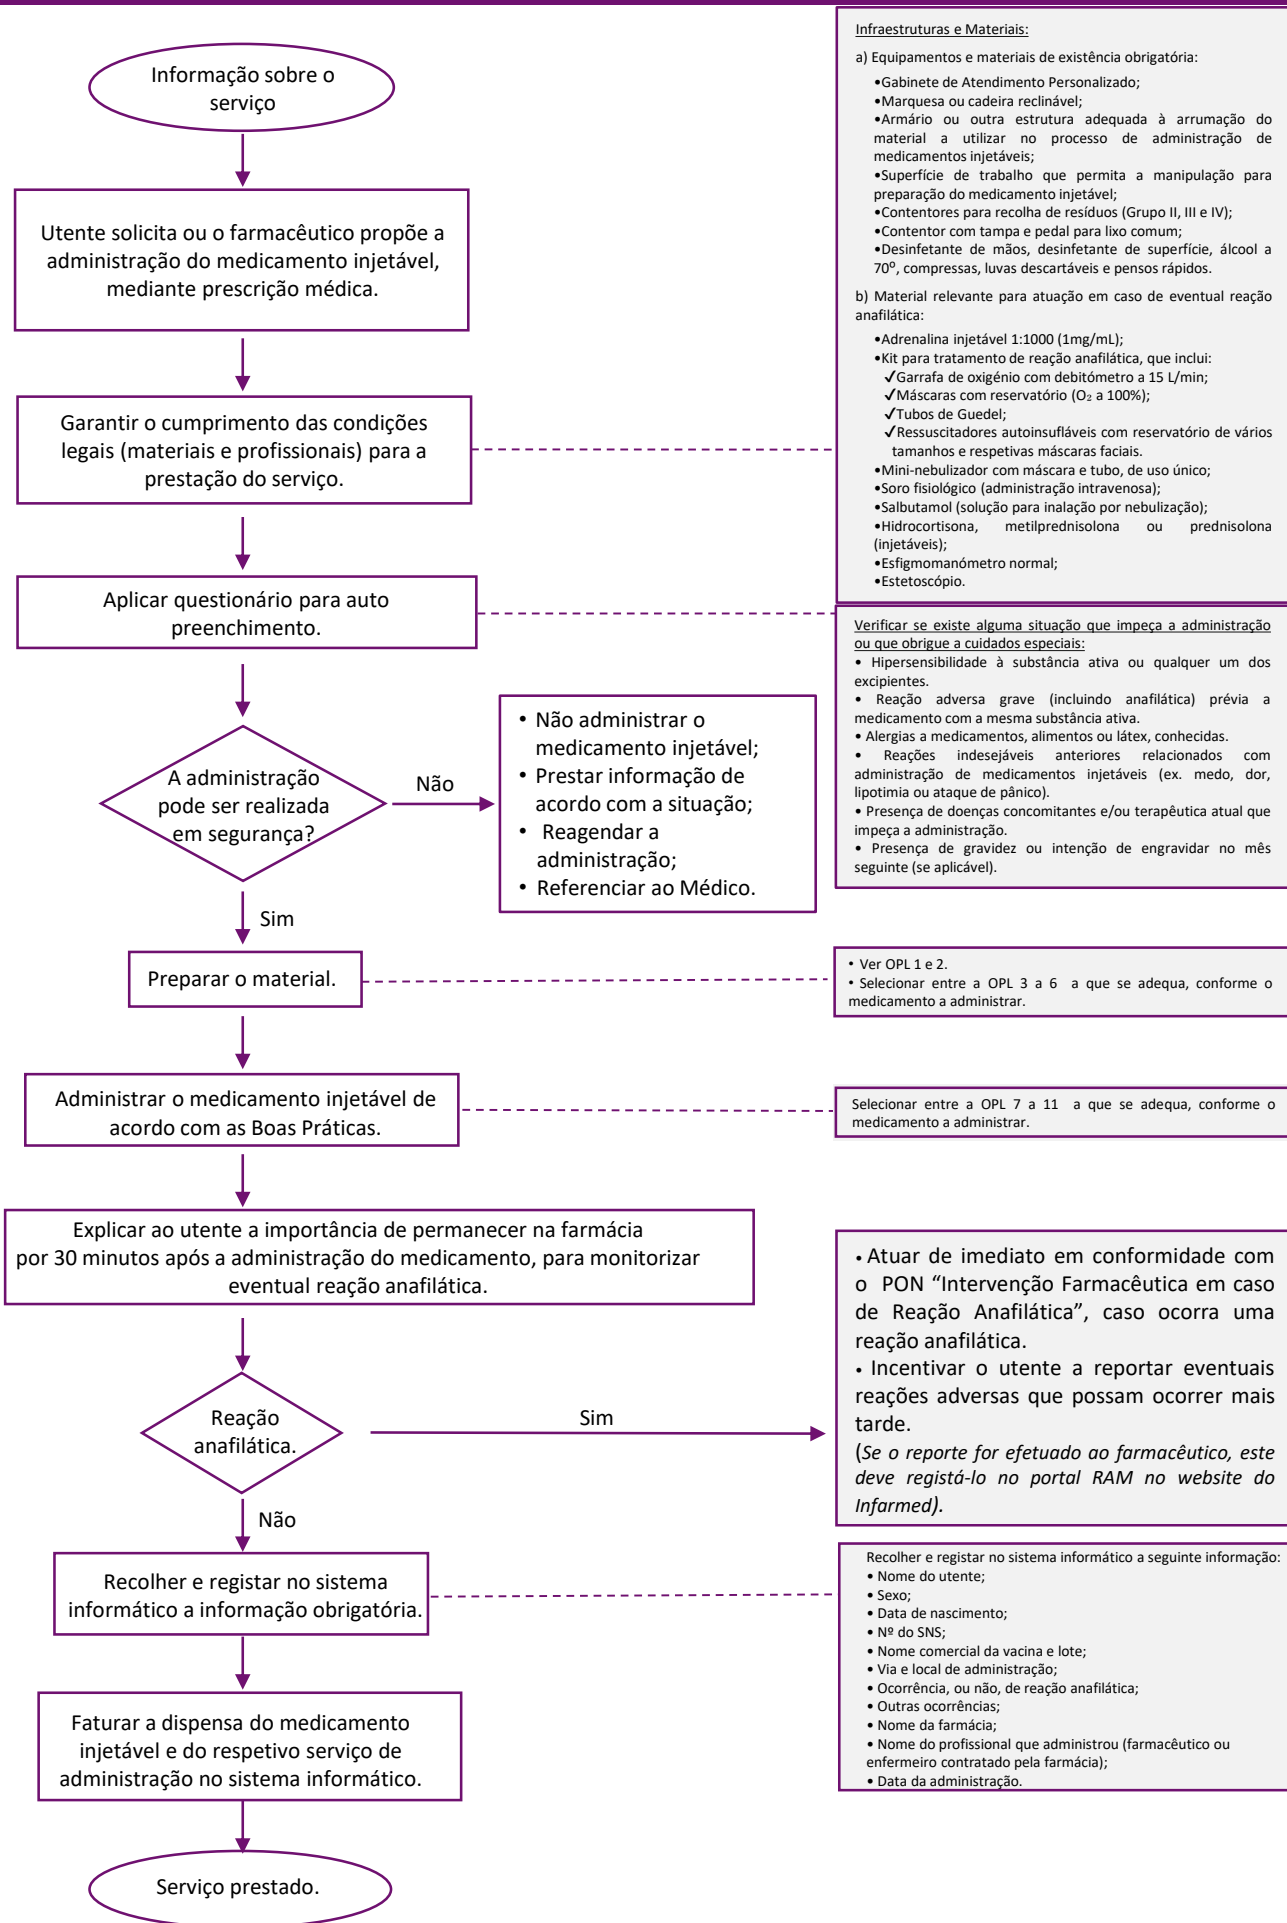 Informação sobre o
serviço
Utente solicita ou o farmacêutico propõe a
administração do medicamento injetável,
mediante prescrição médica.
Garantir o cumprimento das condições
legais (materiais e profissionais) para a
prestação do serviço.
Infraestruturas e Materiais:
a) Equipamentos e materiais de existência obrigatória:
•Gabinete de Atendimento Personalizado;
•Marquesa ou cadeira reclinável;
•Armário ou outra estrutura adequada à arrumação do
material a utilizar no processo de administração de
medicamentos injetáveis;
•Superfície de trabalho que permita a manipulação para
preparação do medicamento injetável;
•Contentores para recolha de resíduos (Grupo II, III e IV);
•Contentor com tampa e pedal para lixo comum;
•Desinfetante de mãos, desinfetante de superfície, álcool a
70⁰, compressas, luvas descartáveis e pensos rápidos.
b) Material relevante para atuação em caso de eventual reação
anafilática:
•Adrenalina injetável 1:1000 (1mg/mL);
•Kit para tratamento de reação anafilática, que inclui:
✓Garrafa de oxigénio com debitómetro a 15 L/min;
✓Máscaras com reservatório (O₂ a 100%);
✓Tubos de Guedel;
✓Ressuscitadores autoinsufláveis com reservatório de vários
tamanhos e respetivas máscaras faciais.
•Mini-nebulizador com máscara e tubo, de uso único;
•Soro fisiológico (administração intravenosa);
•Salbutamol (solução para inalação por nebulização);
•Hidrocortisona, metilprednisolona ou prednisolona
(injetáveis);
•Esfigmomanómetro normal;
•Estetoscópio.
Aplicar questionário para auto
preenchimento.
Verificar se existe alguma situação que impeça a administração
ou que obrigue a cuidados especiais:
• Hipersensibilidade à substância ativa ou qualquer um dos
excipientes.
• Reação adversa grave (incluindo anafilática) prévia a
medicamento com a mesma substância ativa.
• Alergias a medicamentos, alimentos ou látex, conhecidas.
• Reações indesejáveis anteriores relacionados com
administração de medicamentos injetáveis (ex. medo, dor,
lipotimia ou ataque de pânico).
• Presença de doenças concomitantes e/ou terapêutica atual que
impeça a administração.
• Presença de gravidez ou intenção de engravidar no mês
seguinte (se aplicável).
A administração
pode ser realizada
em segurança?
Não
• Não administrar o
medicamento injetável;
• Prestar informação de
acordo com a situação;
• Reagendar a
administração;
• Referenciar ao Médico.
Sim
Preparar o material.
• Ver OPL 1 e 2.
• Selecionar entre a OPL 3 a 6 a que se adequa, conforme o
medicamento a administrar.
Administrar o medicamento injetável de
acordo com as Boas Práticas.
Selecionar entre a OPL 7 a 11 a que se adequa, conforme o
medicamento a administrar.
Explicar ao utente a importância de permanecer na farmácia
por 30 minutos após a administração do medicamento, para monitorizar
eventual reação anafilática.
Reação
anafilática.
Sim
• Atuar de imediato em conformidade com
o PON “Intervenção Farmacêutica em caso
de Reação Anafilática”, caso ocorra uma
reação anafilática.
• Incentivar o utente a reportar eventuais
reações adversas que possam ocorrer mais
tarde.
(Se o reporte for efetuado ao farmacêutico, este
deve registá-lo no portal RAM no website do
Infarmed).
Não
Recolher e registar no sistema
informático a informação obrigatória.
Recolher e registar no sistema informático a seguinte informação:
• Nome do utente;
• Sexo;
• Data de nascimento;
• Nº do SNS;
• Nome comercial da vacina e lote;
• Via e local de administração;
• Ocorrência, ou não, de reação anafilática;
• Outras ocorrências;
• Nome da farmácia;
• Nome do profissional que administrou (farmacêutico ou
enfermeiro contratado pela farmácia);
• Data da administração.
Faturar a dispensa do medicamento
injetável e do respetivo serviço de
administração no sistema informático.
Serviço prestado.